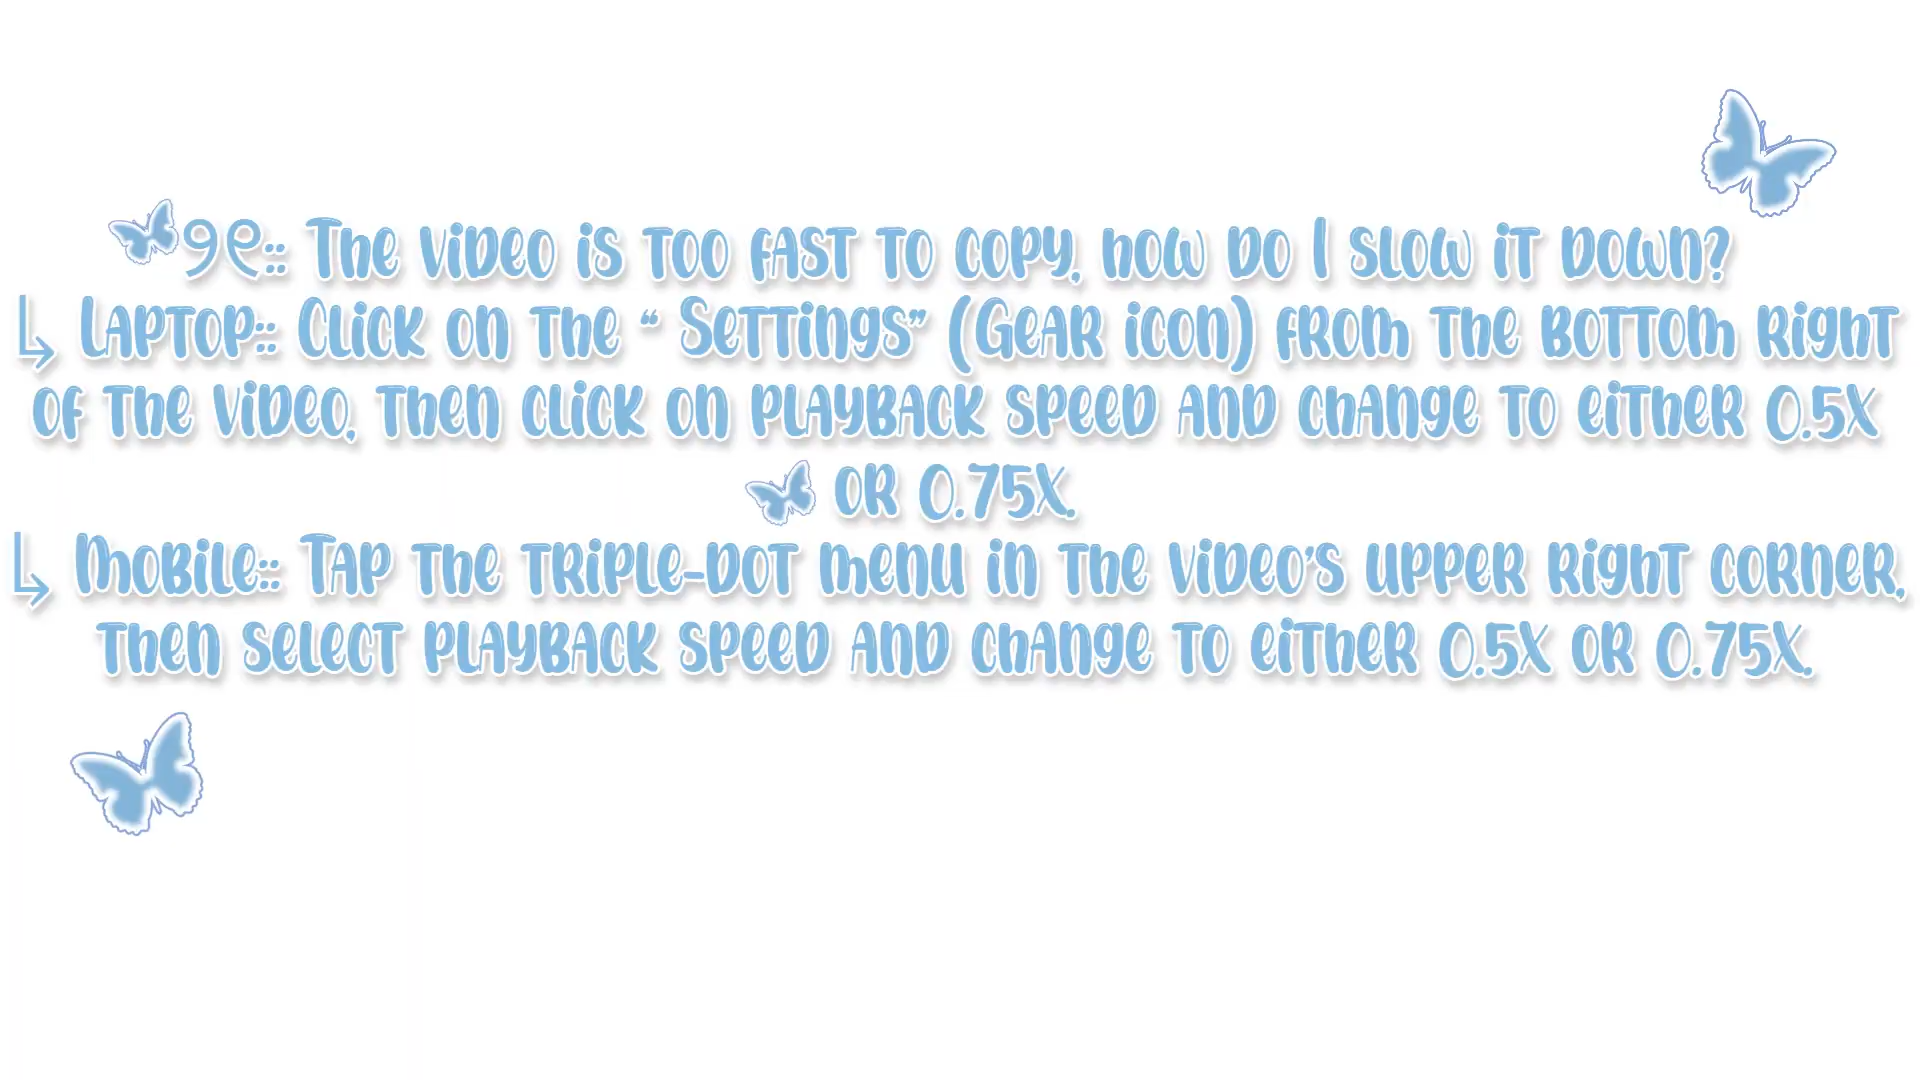 ୨୧:: The video is too fast to copy, how do I slow it down?
↳ Laptop:: Click on the “ Settings” (Gear icon) from the bottom right
of the video, then click on playback speed and change to either 0.5x
or 0.75x.
↳ Mobile:: Tap the triple-dot menu in the video’s upper right corner,
then select playback speed and change to either 0.5x or 0.75x.